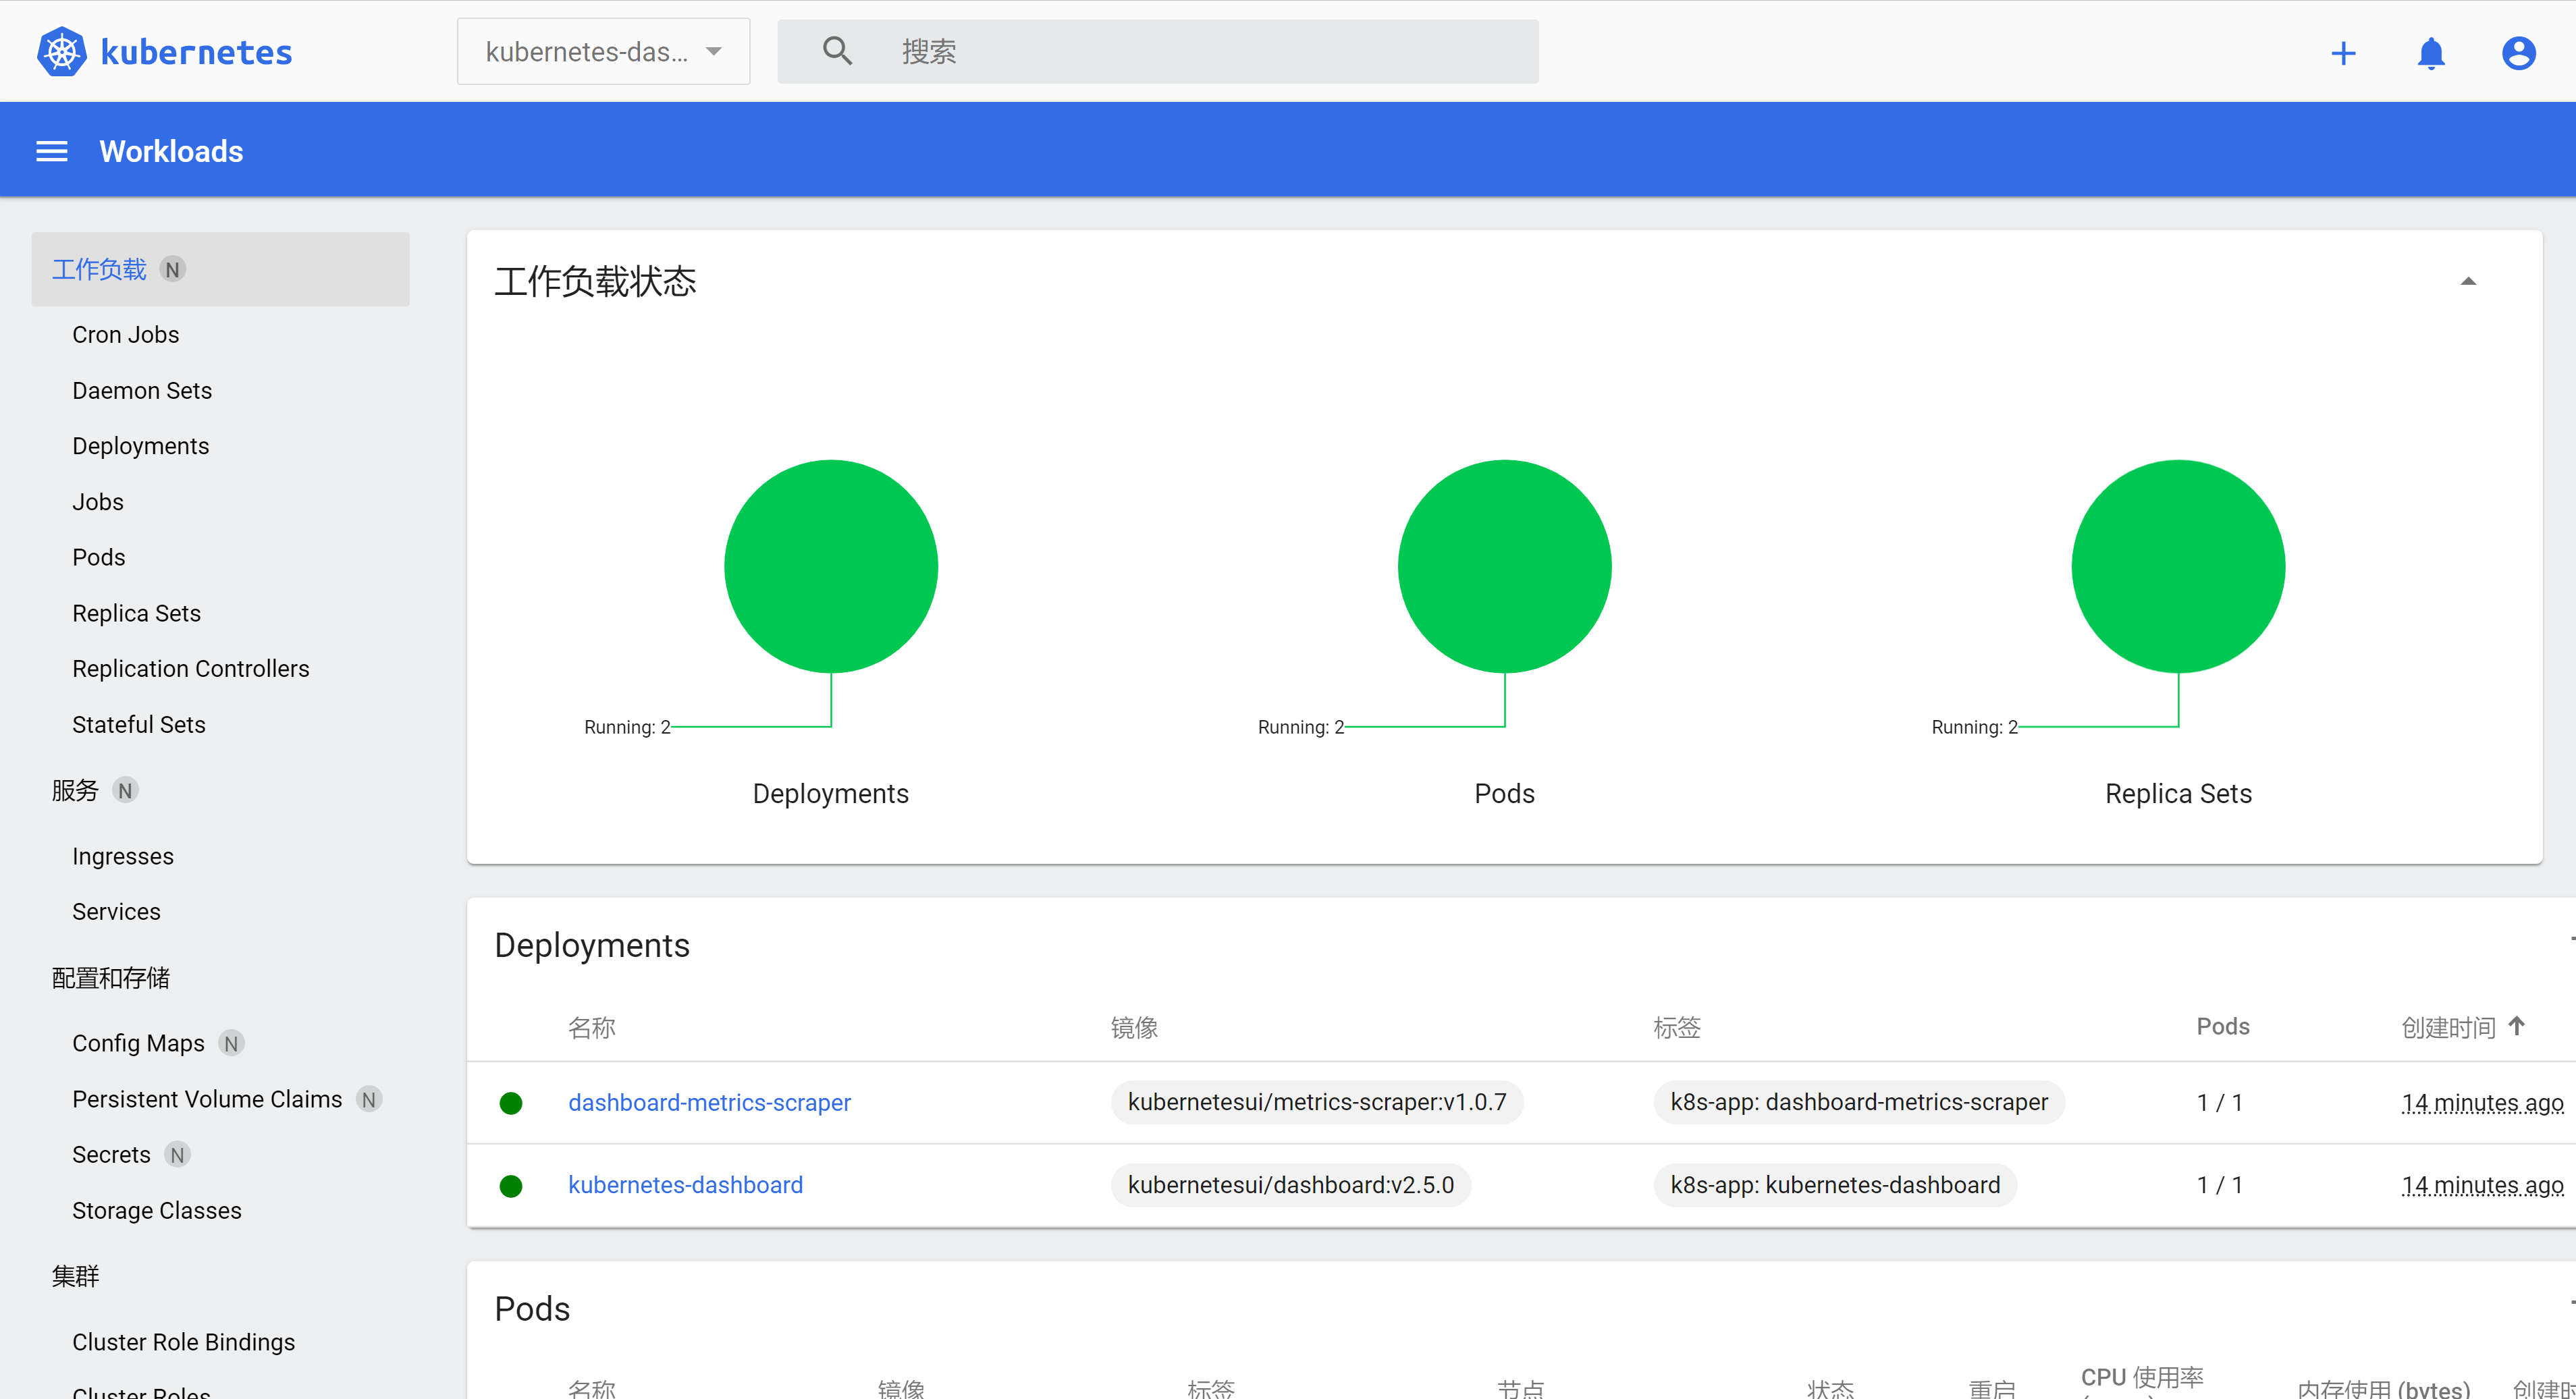 kubernetes
kubernetes-das...
搜索
Workloads
工作负载 N
Cron Jobs
Daemon Sets
Deployments
Jobs
Pods
Replica Sets
Replication Controllers
Stateful Sets
服务 N
Ingresses
Services
配置和存储
Config Maps N
Persistent Volume Claims N
Secrets N
Storage Classes
集群
Cluster Role Bindings
Cluster Roles
工作负载状态
Running: 2
Deployments
Running: 2
Pods
Running: 2
Replica Sets
Deployments
名称 镜像 标签 Pods 创建时间
dashboard-metrics-scraper kubernetesui/metrics-scraper:v1.0.7 k8s-app: dashboard-metrics-scraper 1 / 1 14 minutes ago
kubernetes-dashboard kubernetesui/dashboard:v2.5.0 k8s-app: kubernetes-dashboard 1 / 1 14 minutes ago
Pods
名称 镜像 标签 节点 状态 重启 CPU 使用率 内存使用 (bytes) 创建时